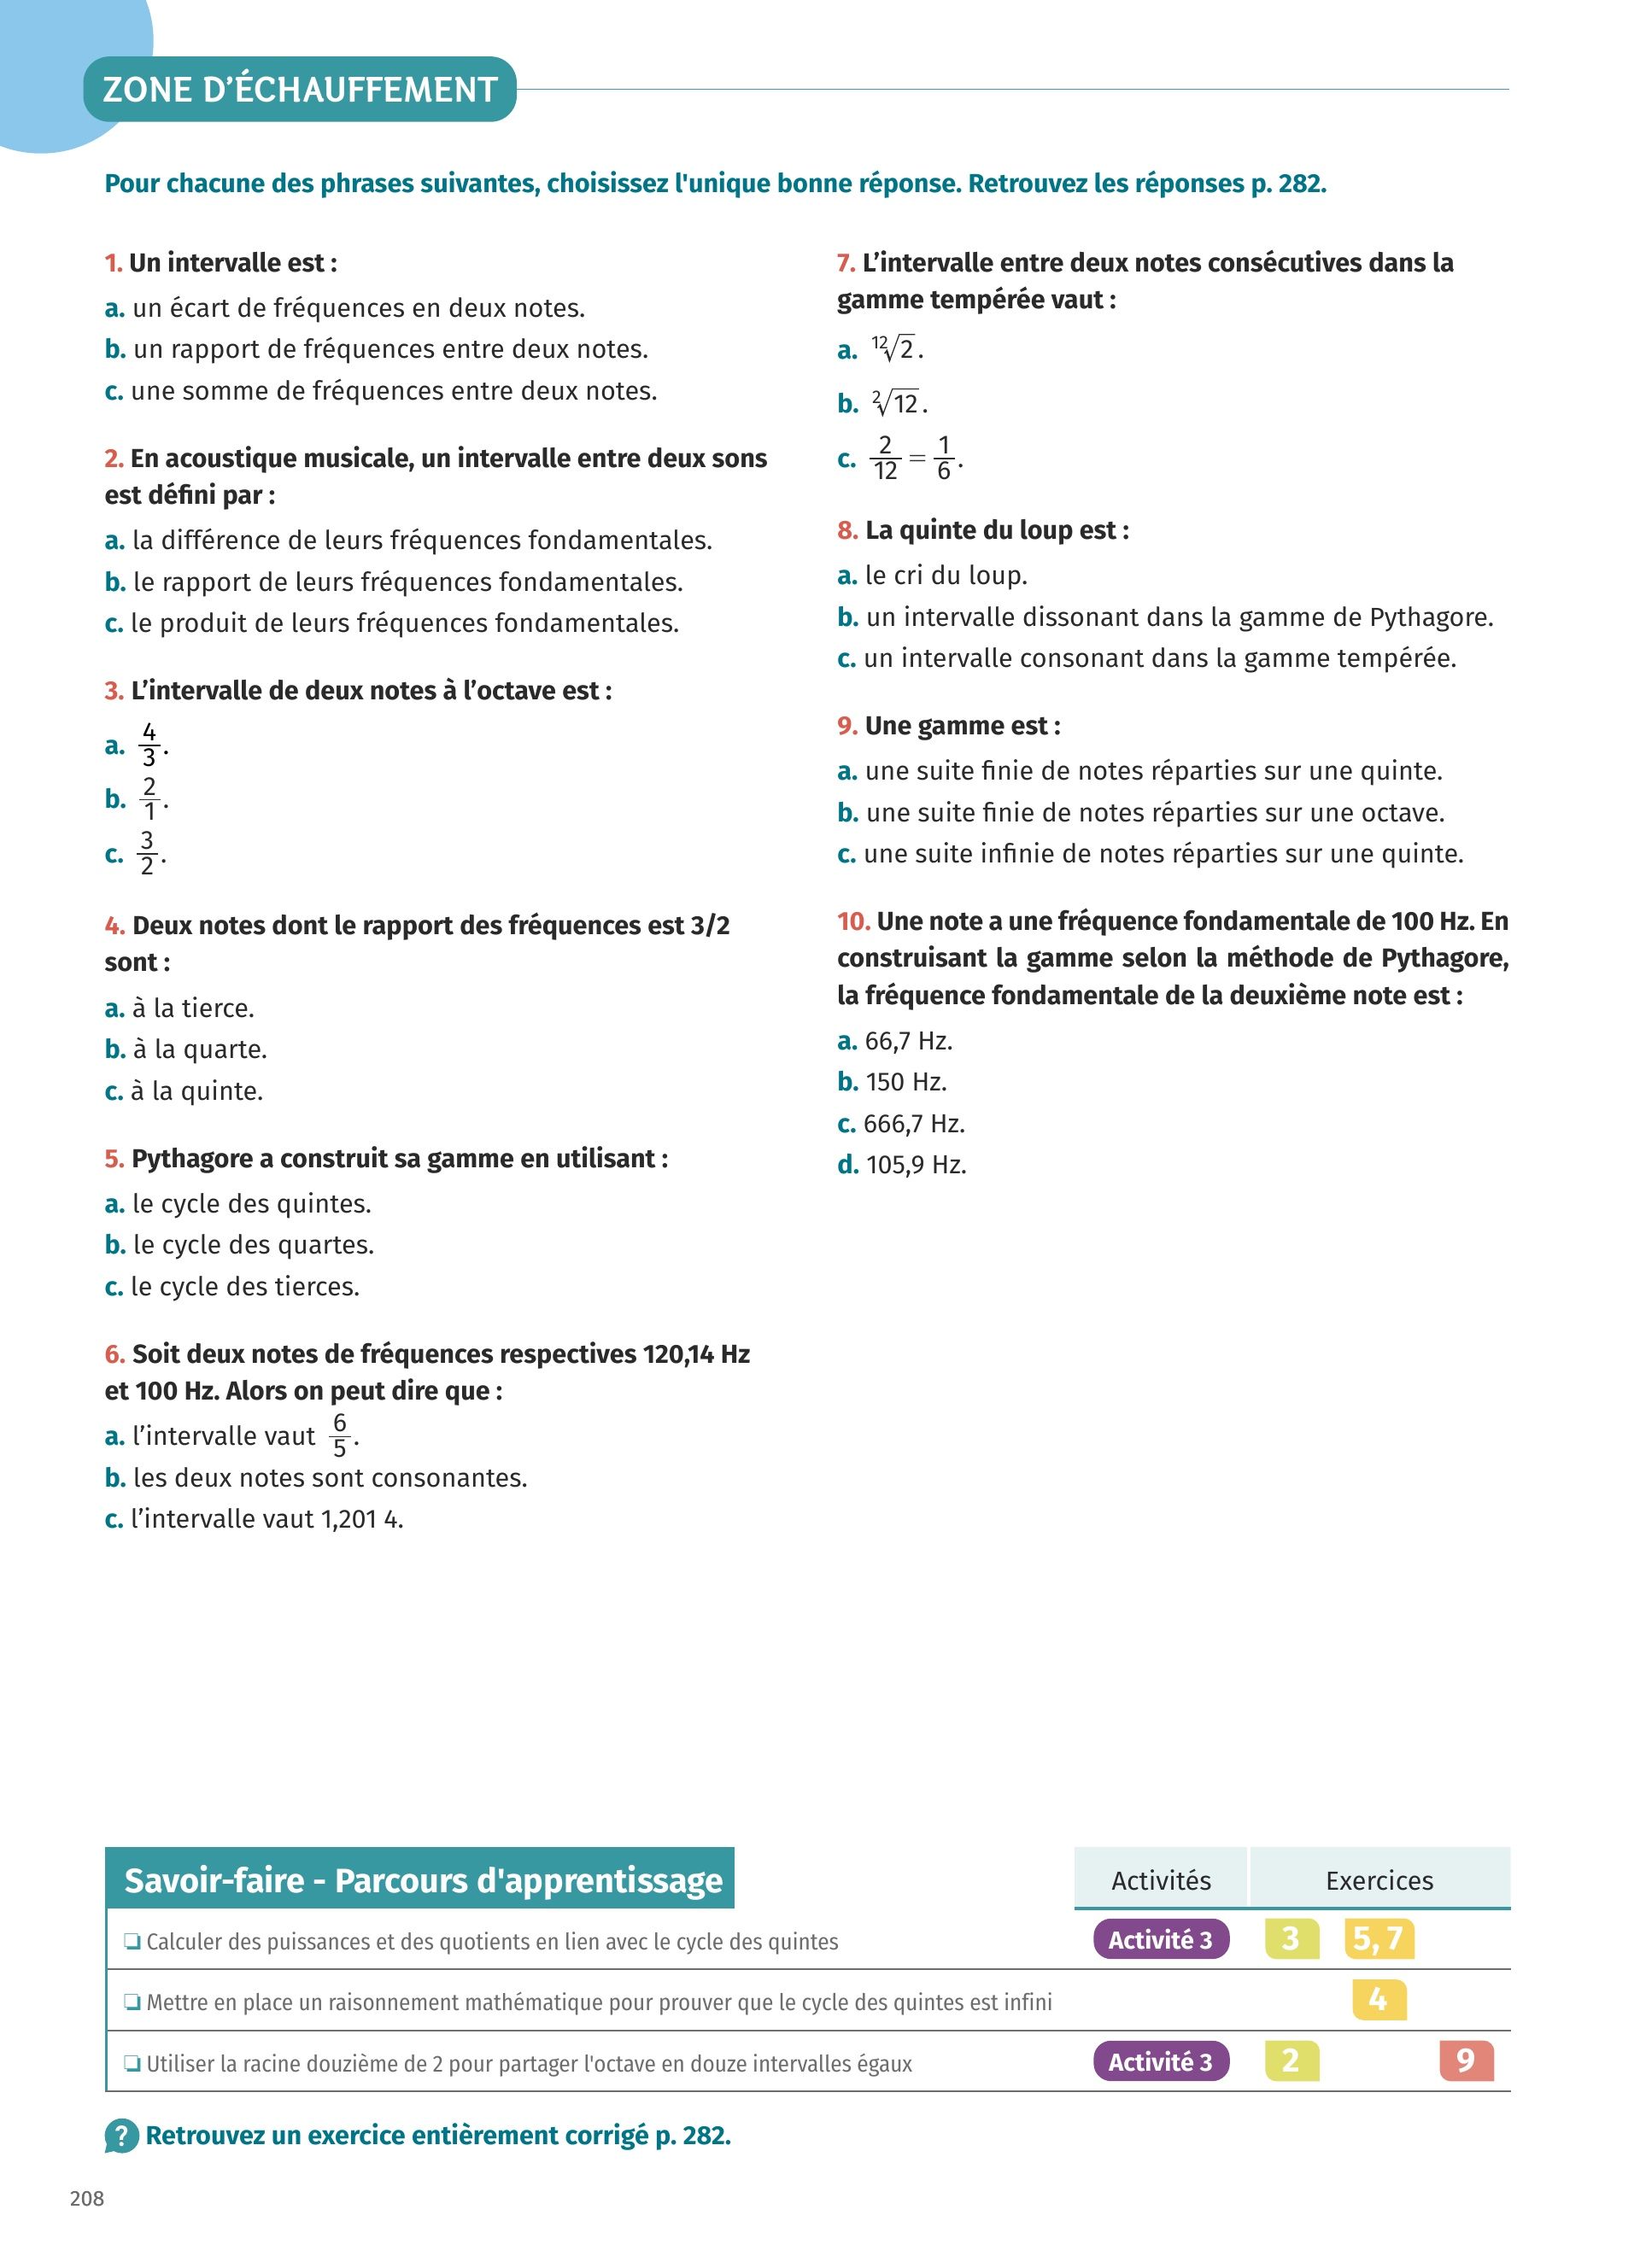 ZONE D'ÉCHAUFFEMENT
Pour chacune des phrases suivantes, choisissez l'unique bonne réponse. Retrouvez les réponses p. 282.
1. Un intervalle est :
a. un écart de fréquences en deux notes.
b. un rapport de fréquences entre deux notes.
c. une somme de fréquences entre deux notes.
2. En acoustique musicale, un intervalle entre deux sons
est défini par :
a. la différence de leurs fréquences fondamentales.
b. le rapport de leurs fréquences fondamentales.
c. le produit de leurs fréquences fondamentales.
3. L'intervalle de deux notes à l'octave est :
a. 4/3.
b. 2/1.
c. 3/2.
4. Deux notes dont le rapport des fréquences est 3/2
sont :
a. à la tierce.
b. à la quarte.
c. à la quinte.
5. Pythagore a construit sa gamme en utilisant :
a. le cycle des quintes.
b. le cycle des quartes.
c. le cycle des tierces.
6. Soit deux notes de fréquences respectives 120,14 Hz
et 100 Hz. Alors on peut dire que :
a. l'intervalle vaut 6/5.
b. les deux notes sont consonantes.
c. l'intervalle vaut 1,201 4.
7. L'intervalle entre deux notes consécutives dans la
gamme tempérée vaut :
a. ¹²√2.
b. ²√12.
c. 2/12 = 1/6.
8. La quinte du loup est :
a. le cri du loup.
b. un intervalle dissonant dans la gamme de Pythagore.
c. un intervalle consonant dans la gamme tempérée.
9. Une gamme est :
a. une suite finie de notes réparties sur une quinte.
b. une suite finie de notes réparties sur une octave.
c. une suite infinie de notes réparties sur une quinte.
10. Une note a une fréquence fondamentale de 100 Hz. En
construisant la gamme selon la méthode de Pythagore,
la fréquence fondamentale de la deuxième note est :
a. 66,7 Hz.
b. 150 Hz.
c. 666,7 Hz.
d. 105,9 Hz.
Savoir-faire - Parcours d'apprentissage Activités Exercices
❏ Calculer des puissances et des quotients en lien avec le cycle des quintes Activité 3 3 5, 7
❏ Mettre en place un raisonnement mathématique pour prouver que le cycle des quintes est infini 4
❏ Utiliser la racine douzième de 2 pour partager l'octave en douze intervalles égaux Activité 3 2 9
? Retrouvez un exercice entièrement corrigé p. 282.
208